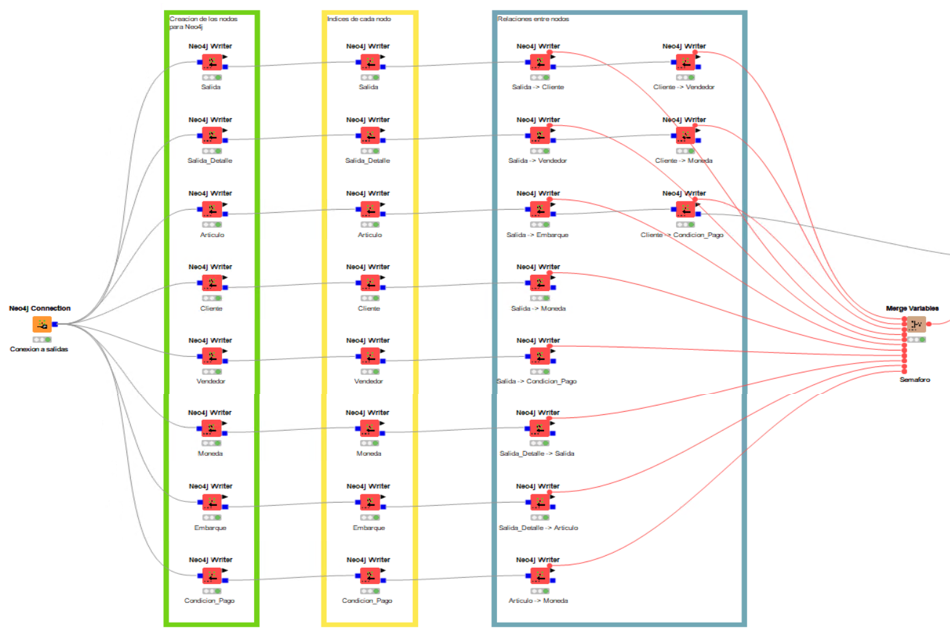 Creacion de los nodos
para Neo4j
Indices de cada nodo
Relaciones entre nodos
Neo4j Writer
Salida
Neo4j Writer
Salida
Neo4j Writer
Salida -> Cliente
Neo4j Writer
Cliente -> Vendedor
Neo4j Writer
Salida_Detalle
Neo4j Writer
Salida_Detalle
Neo4j Writer
Salida -> Vendedor
Neo4j Writer
Cliente -> Moneda
Neo4j Writer
Articulo
Neo4j Writer
Articulo
Neo4j Writer
Salida -> Embarque
Neo4j Writer
Cliente -> Condicion_Pago
Neo4j Writer
Cliente
Neo4j Writer
Cliente
Neo4j Writer
Salida -> Moneda
Neo4j Connection
Conexion a salidas
Merge Variables
Semaforo
Neo4j Writer
Vendedor
Neo4j Writer
Vendedor
Neo4j Writer
Salida -> Condicion_Pago
Neo4j Writer
Moneda
Neo4j Writer
Moneda
Neo4j Writer
Salida_Detalle -> Salida
Neo4j Writer
Embarque
Neo4j Writer
Embarque
Neo4j Writer
Salida_Detalle -> Articulo
Neo4j Writer
Condicion_Pago
Neo4j Writer
Condicion_Pago
Neo4j Writer
Articulo -> Moneda